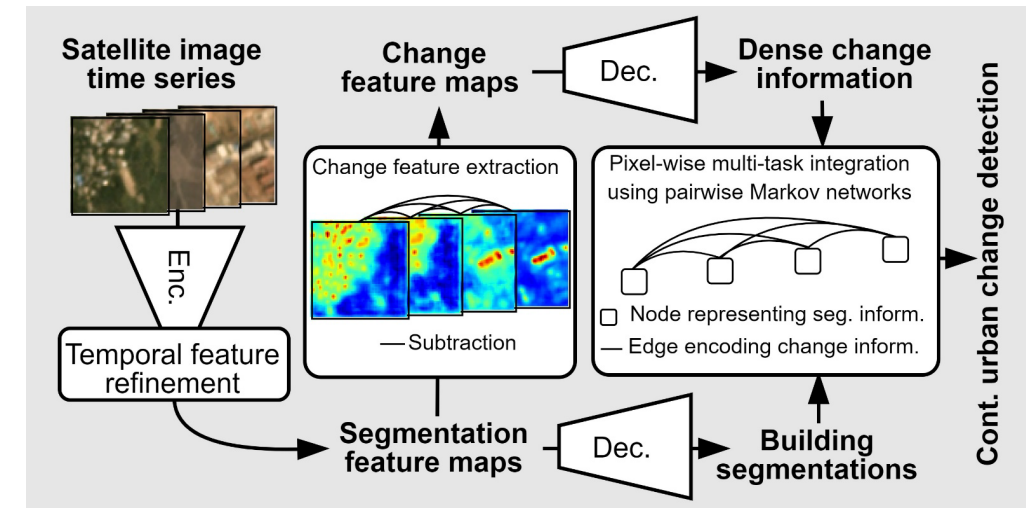 Satellite image
time series
Enc.
Temporal feature
refinement
Change
feature maps
Dec.
Dense change
information
Change feature extraction
Subtraction
Segmentation
feature maps
Dec.
Building
segmentations
Pixel-wise multi-task integration
using pairwise Markov networks
Node representing seg. inform.
Edge encoding change inform.
Cont. urban change detection